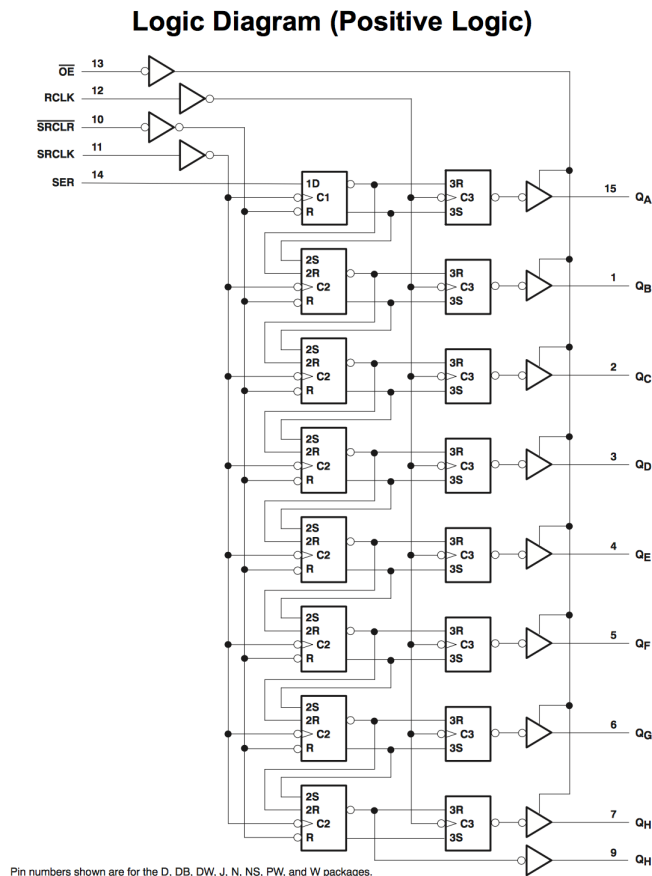 Logic Diagram (Positive Logic)
OE 13
RCLK 12
SRCLR 10
SRCLK 11
SER 14
1D
C1
R
3R
C3
3S
15 QA
2S
2R
C2
R
3R
C3
3S
1 QB
2S
2R
C2
R
3R
C3
3S
2 QC
2S
2R
C2
R
3R
C3
3S
3 QD
2S
2R
C2
R
3R
C3
3S
4 QE
2S
2R
C2
R
3R
C3
3S
5 QF
2S
2R
C2
R
3R
C3
3S
6 QG
2S
2R
C2
R
3R
C3
3S
7 QH
9 QH
Pin numbers shown are for the D, DB, DW, J, N, NS, PW, and W packages.